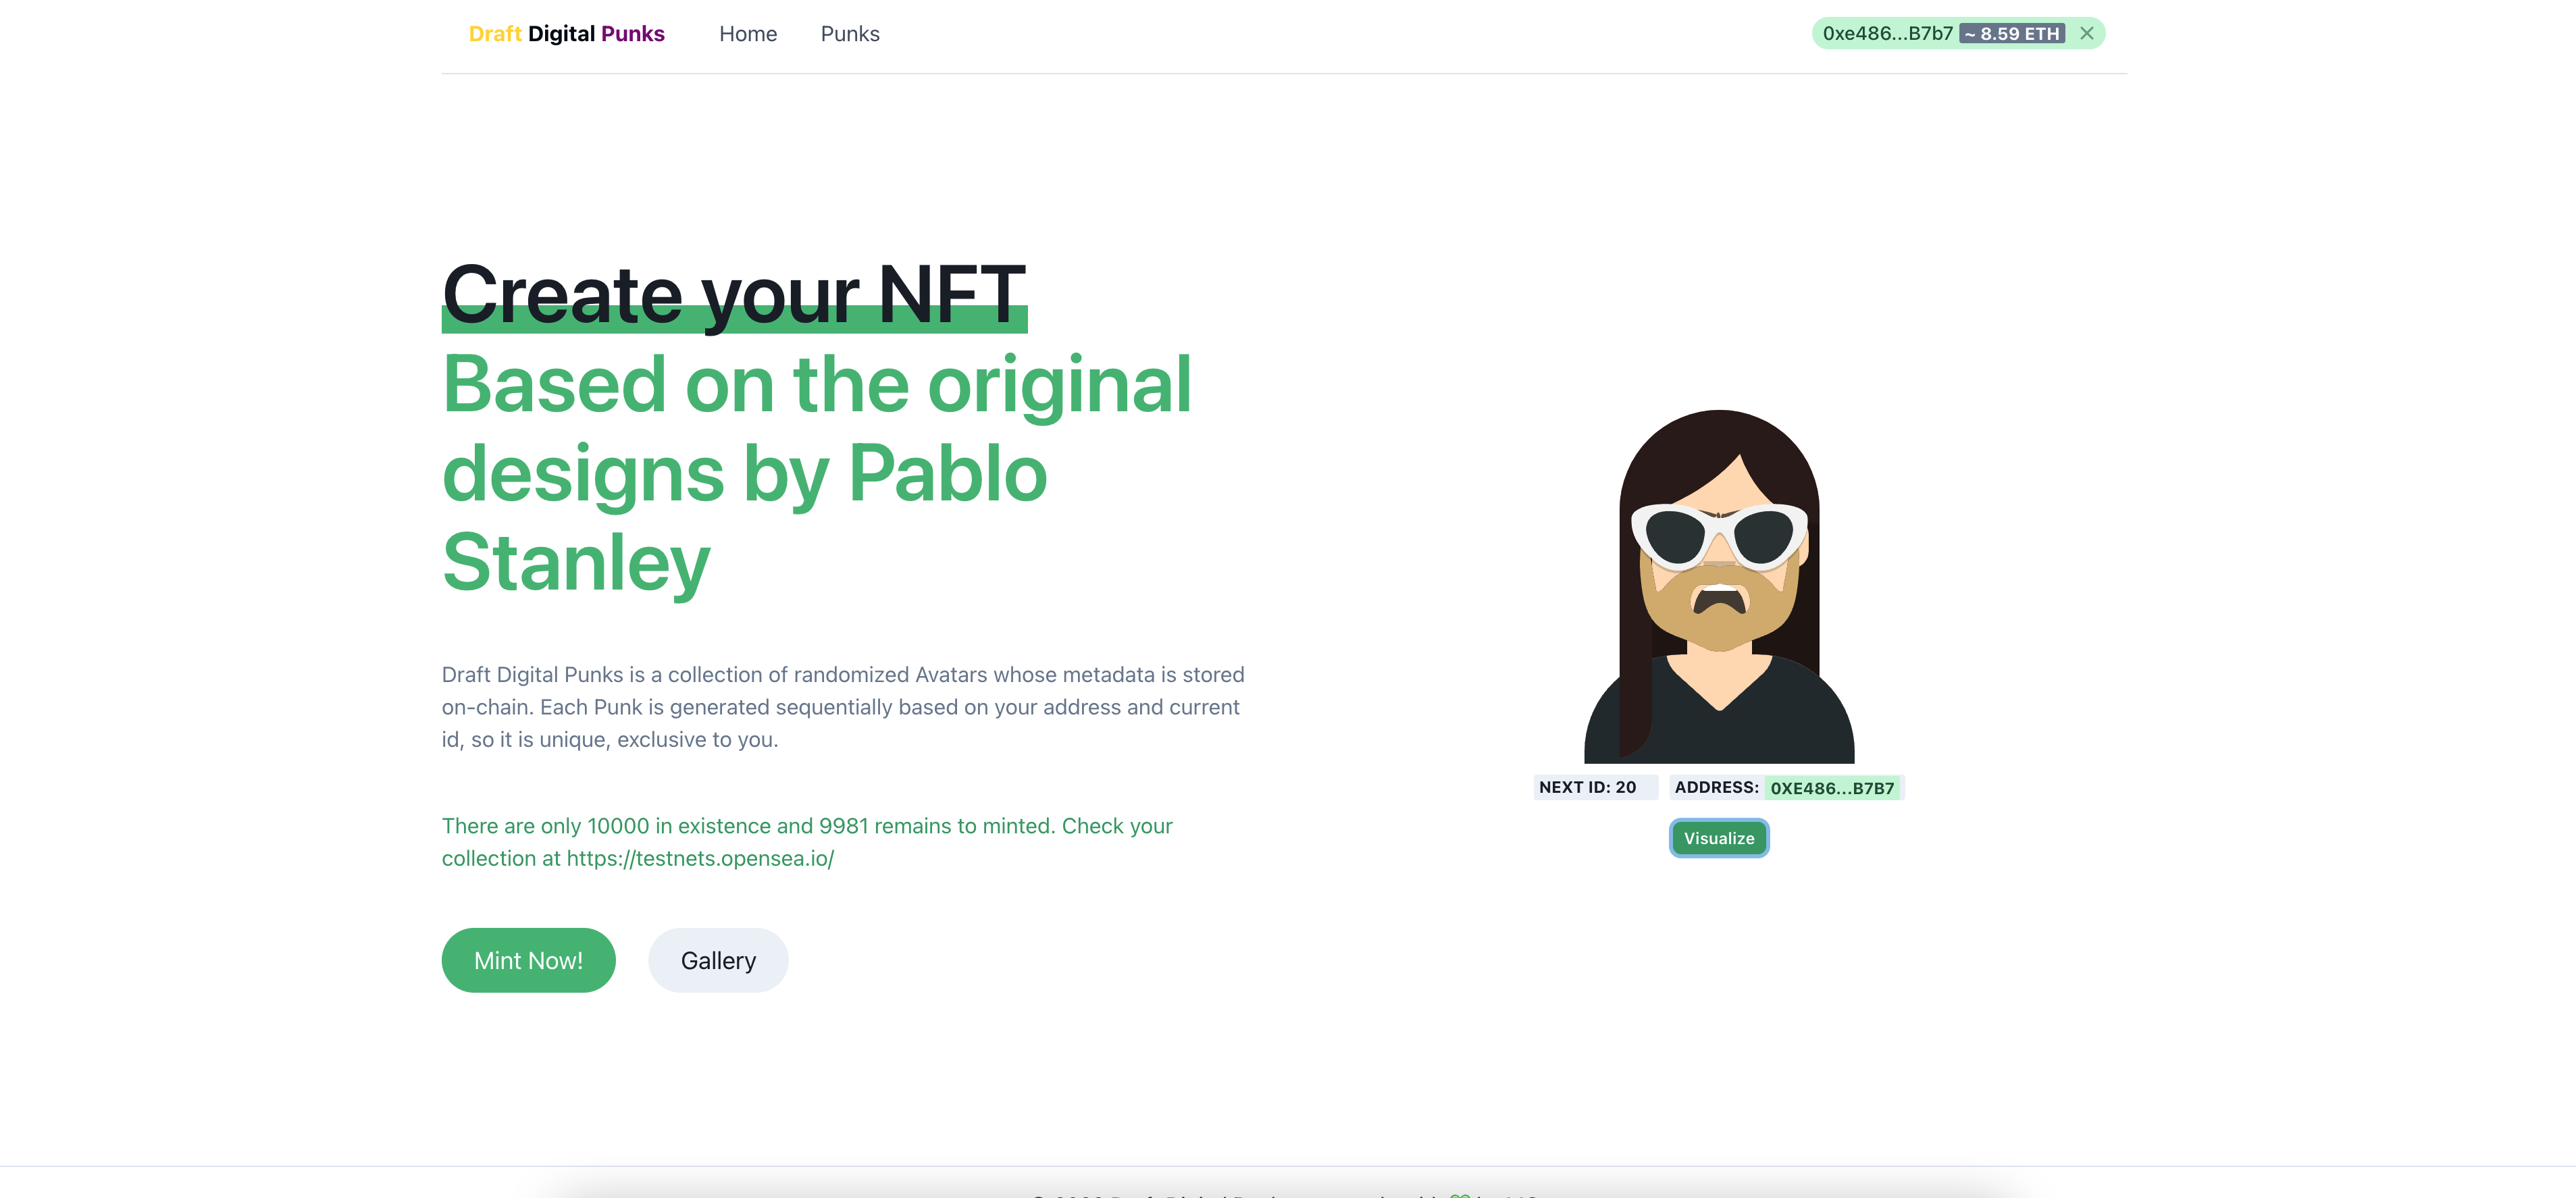 Draft Digital Punks Home Punks 0xe486...B7b7 ~ 8.59 ETH
Create your NFT
Based on the original
designs by Pablo
Stanley
Draft Digital Punks is a collection of randomized Avatars whose metadata is stored
on-chain. Each Punk is generated sequentially based on your address and current
id, so it is unique, exclusive to you.
There are only 10000 in existence and 9981 remains to minted. Check your
collection at https://testnets.opensea.io/
Mint Now! Gallery
NEXT ID: 20 ADDRESS: 0XE486...B7B7
Visualize